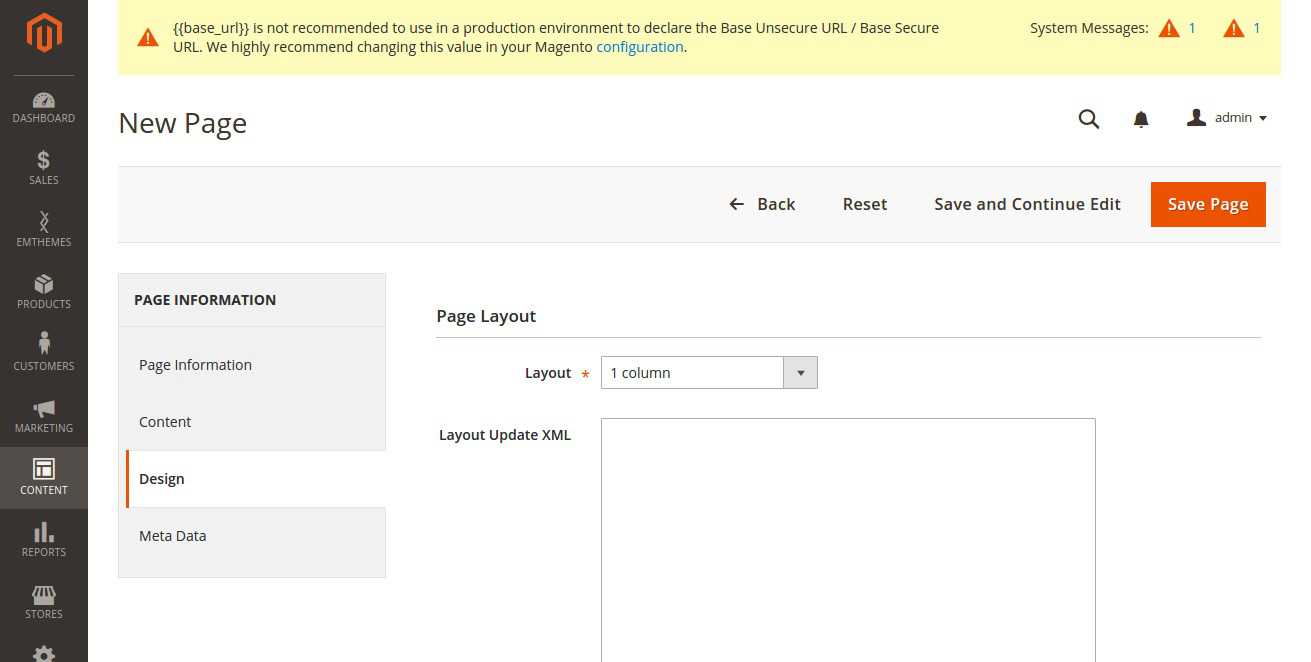 {{base_url}} is not recommended to use in a production environment to declare the Base Unsecure URL / Base Secure
URL. We highly recommend changing this value in your Magento configuration.
System Messages: 1 1
New Page
admin
Back Reset Save and Continue Edit Save Page
DASHBOARD
SALES
EMTHEMES
PRODUCTS
CUSTOMERS
MARKETING
CONTENT
REPORTS
STORES
PAGE INFORMATION
Page Information
Content
Design
Meta Data
Page Layout
Layout * 1 column
Layout Update XML